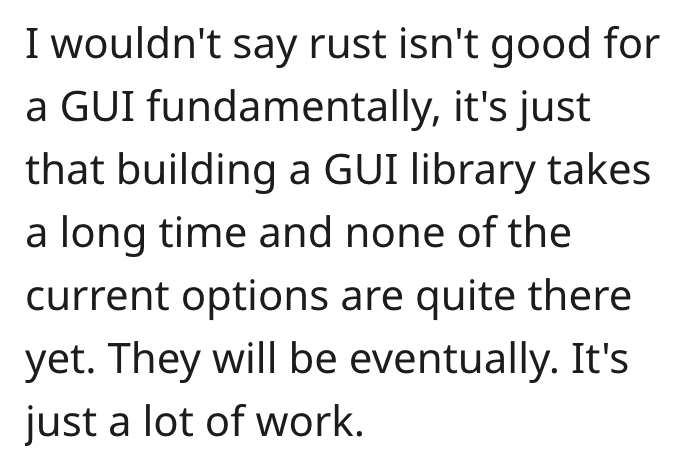 I wouldn't say rust isn't good for
a GUI fundamentally, it's just
that building a GUI library takes
a long time and none of the
current options are quite there
yet. They will be eventually. It's
just a lot of work.